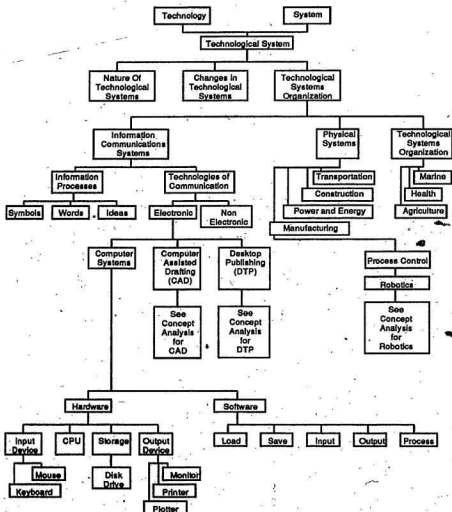 Technology
System
Technological System
Nature Of
Technological
Systems
Changes in
Technological
Systems
Technological
Systems
Organization
Information
Communications
Systems
Physical
Systems
Technological
Systems
Organization
Information
Processes
Technologies of
Communication
Transportation
Construction
Power and Energy
Manufacturing
Marine
Health
Agriculture
Symbols
Words
Ideas
Electronic
Non
Electronic
Computer
Systems
Computer
Assisted
Drafting
(CAD)
Desktop
Publishing
(DTP)
Process Control
Robotics
See
Concept
Analysis
for
CAD
See
Concept
Analysis
for
DTP
See
Concept
Analysis
for
Robotics
Hardware
Software
Input
Device
CPU
Storage
Output
Device
Load
Save
Input
Output
Process
Mouse
Keyboard
Disk
Drive
Monitor
Printer
Plotter